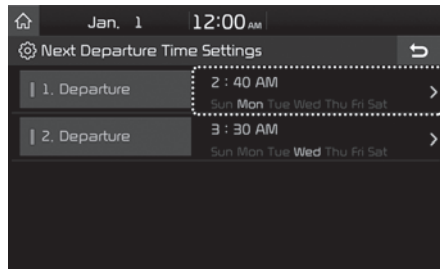 Jan. 1 12:00 AM
Next Departure Time Settings
1. Departure
2 : 40 AM
Sun Mon Tue Wed Thu Fri Sat
2. Departure
3 : 30 AM
Sun Mon Tue Wed Thu Fri Sat